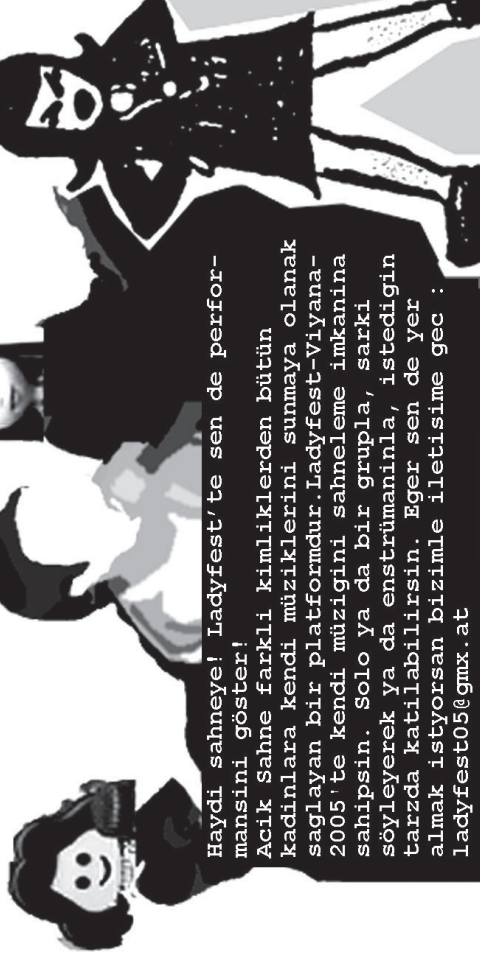 Haydi sahneye! Ladyfest'te sen de perfor-
mansini göster!
Acik Sahne farkli kimliklerden bütün
kadinlara kendi müziklerini sunmaya olanak
saglayan bir platformdur.Ladyfest-Viyana-
2005'te kendi müzigini sahneleme imkanina
sahipsin. Solo ya da bir grupla, sarki
söyleyerek ya da enstrümaninla, istedigin
tarzda katilabilirsin. Eger sen de yer
almak istyorsan bizimle iletisime gec :
ladyfest05@gmx.at